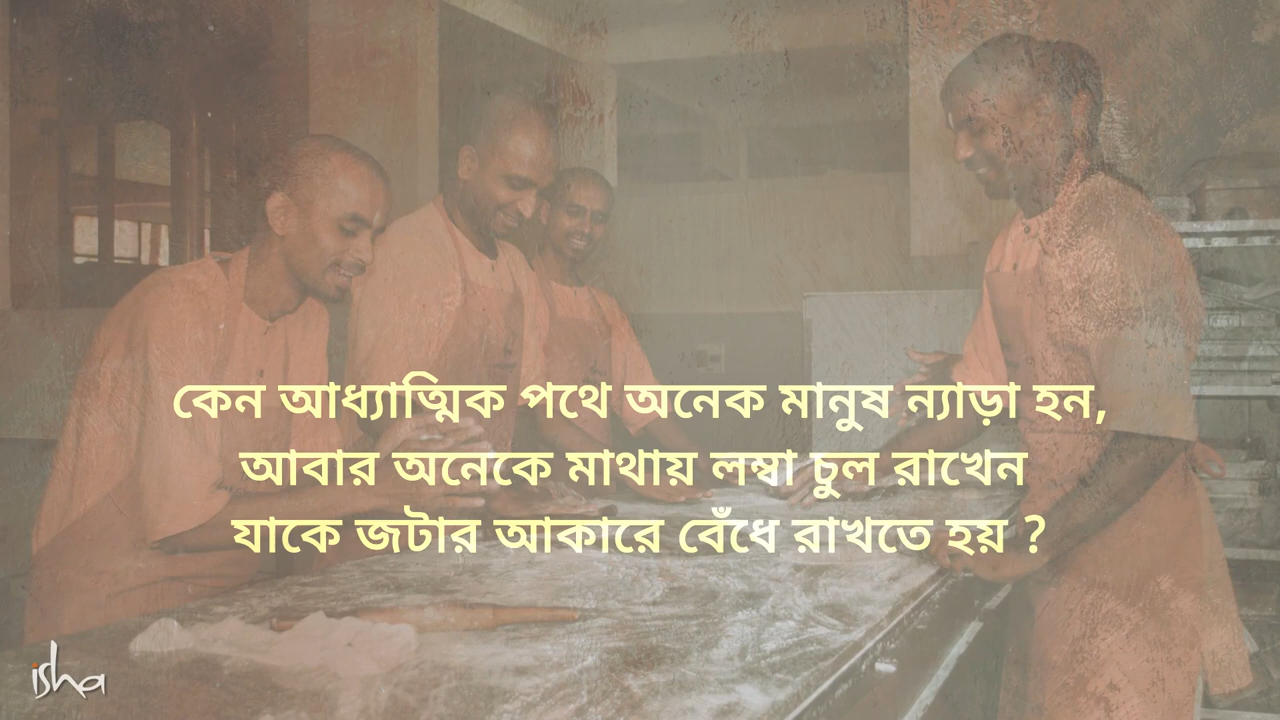 কেন আধ্যাত্মিক পথে অনেক মানুষ ন্যাড়া হন,
আবার অনেকে মাথায় লম্বা চুল রাখেন
যাকে জটার আকারে বেঁধে রাখতে হয় ?
isha